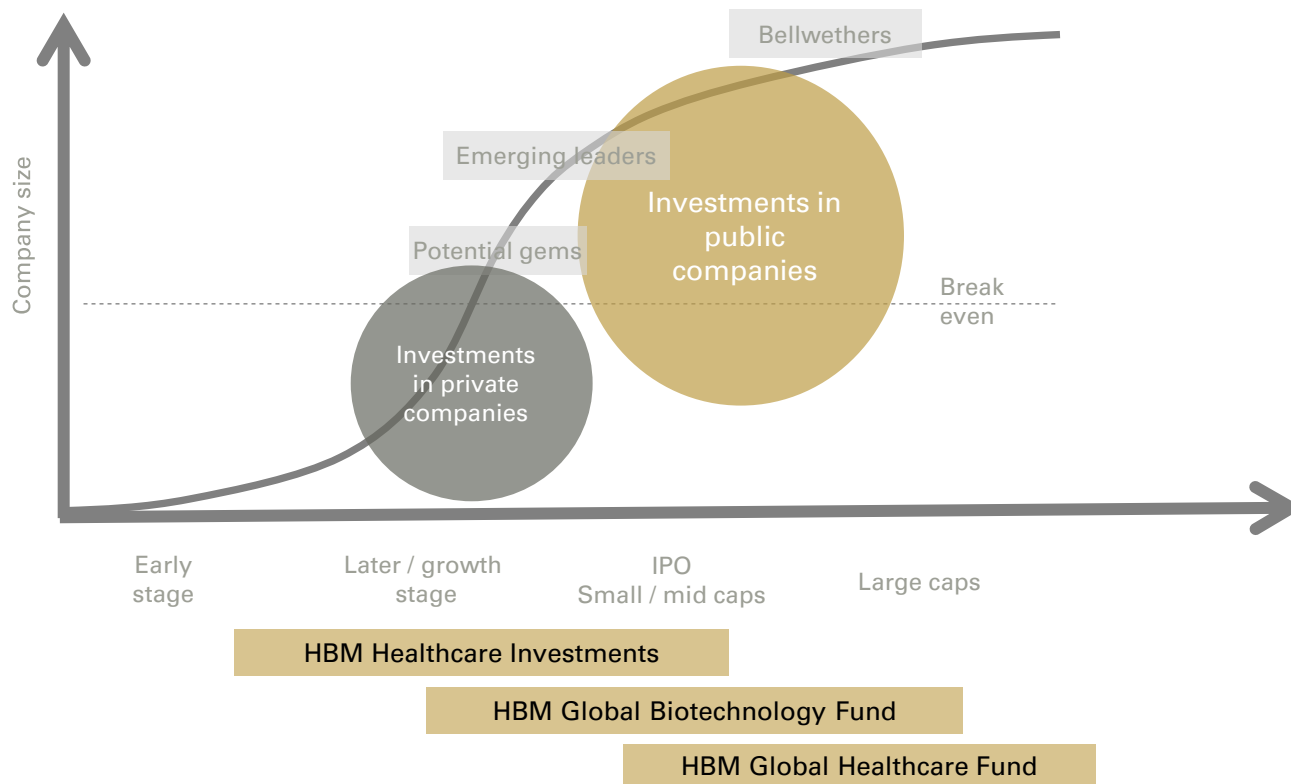 Bellwethers
Emerging leaders
Potential gems
Investments in
public
companies
Company size
Break
even
Investments
in private
companies
Early
stage
Later / growth
stage
IPO
Small / mid caps
Large caps
HBM Healthcare Investments
HBM Global Biotechnology Fund
HBM Global Healthcare Fund